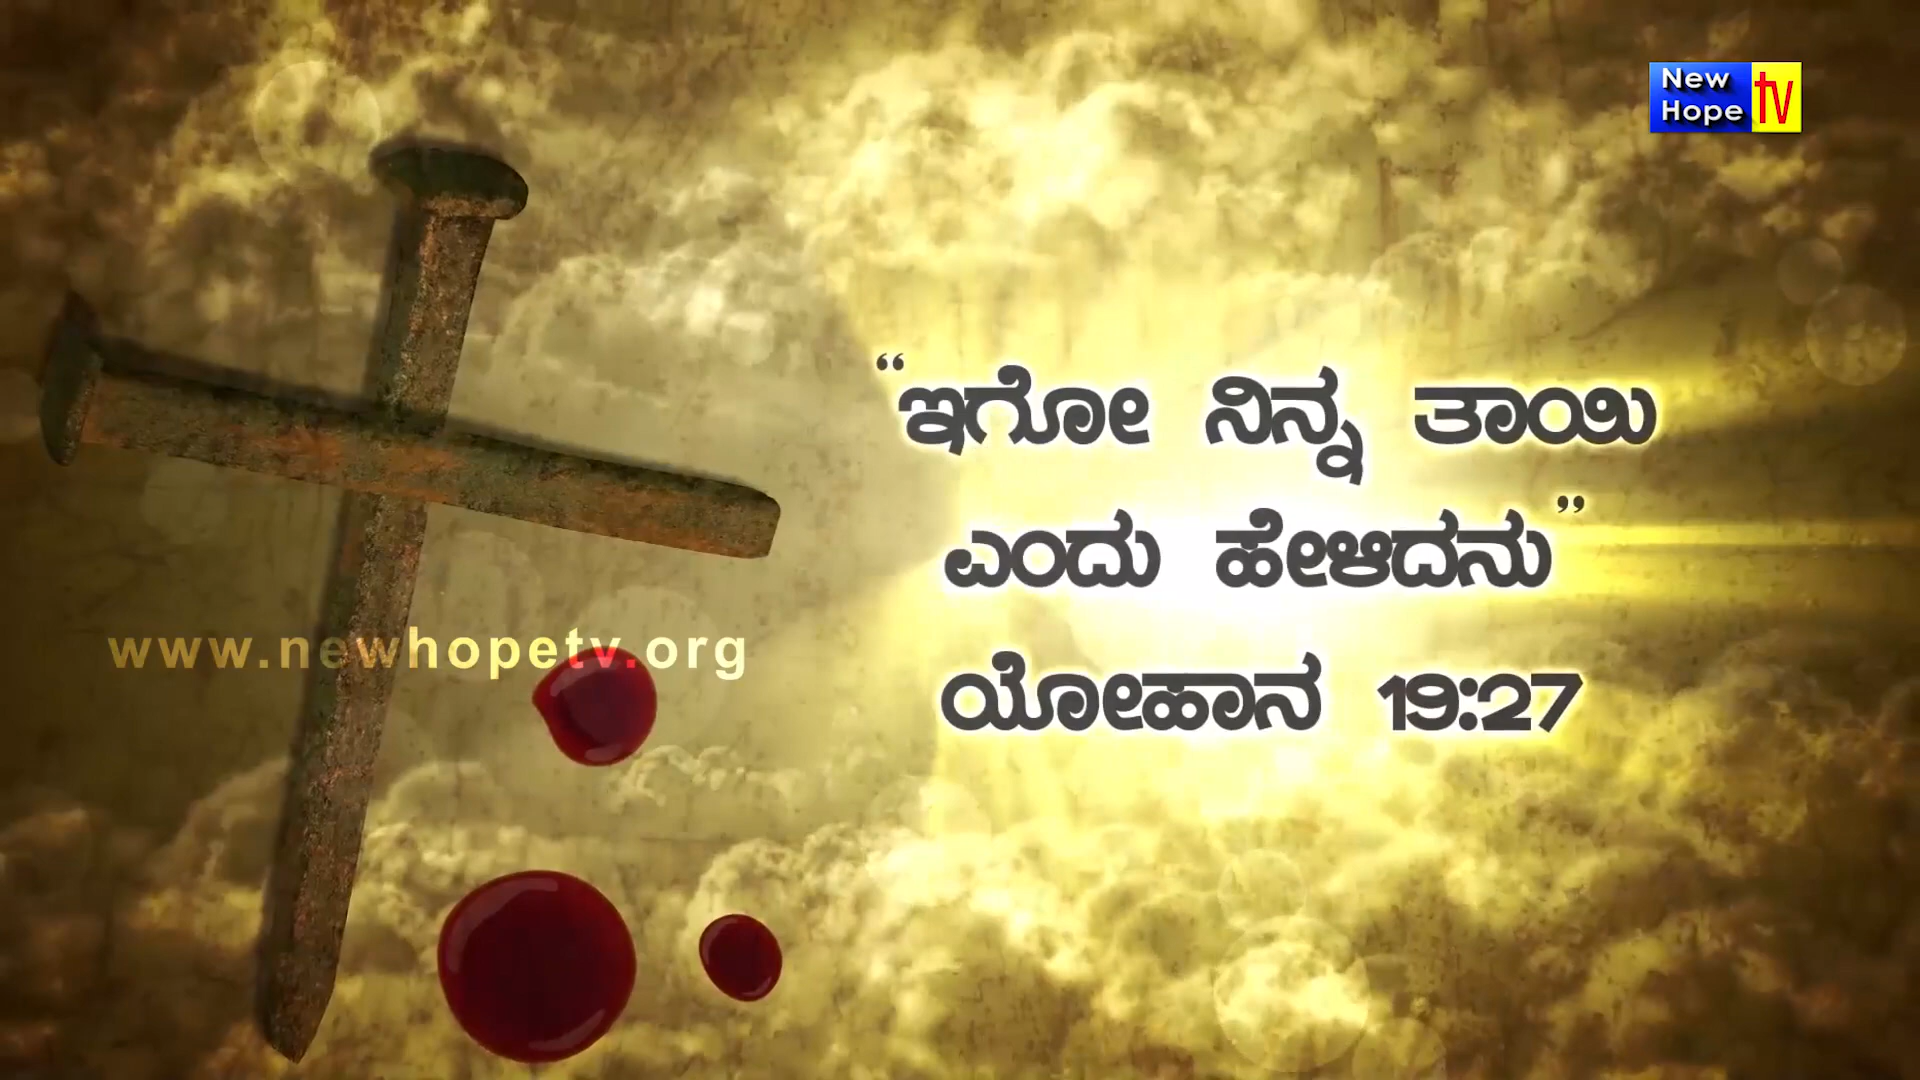 New
Hope TV
“ಇಗೋ ನಿನ್ನ ತಾಯಿ
ಎಂದು ಹೇಳಿದನು”
www.newhopetv.org
ಯೋಹಾನ 19:27